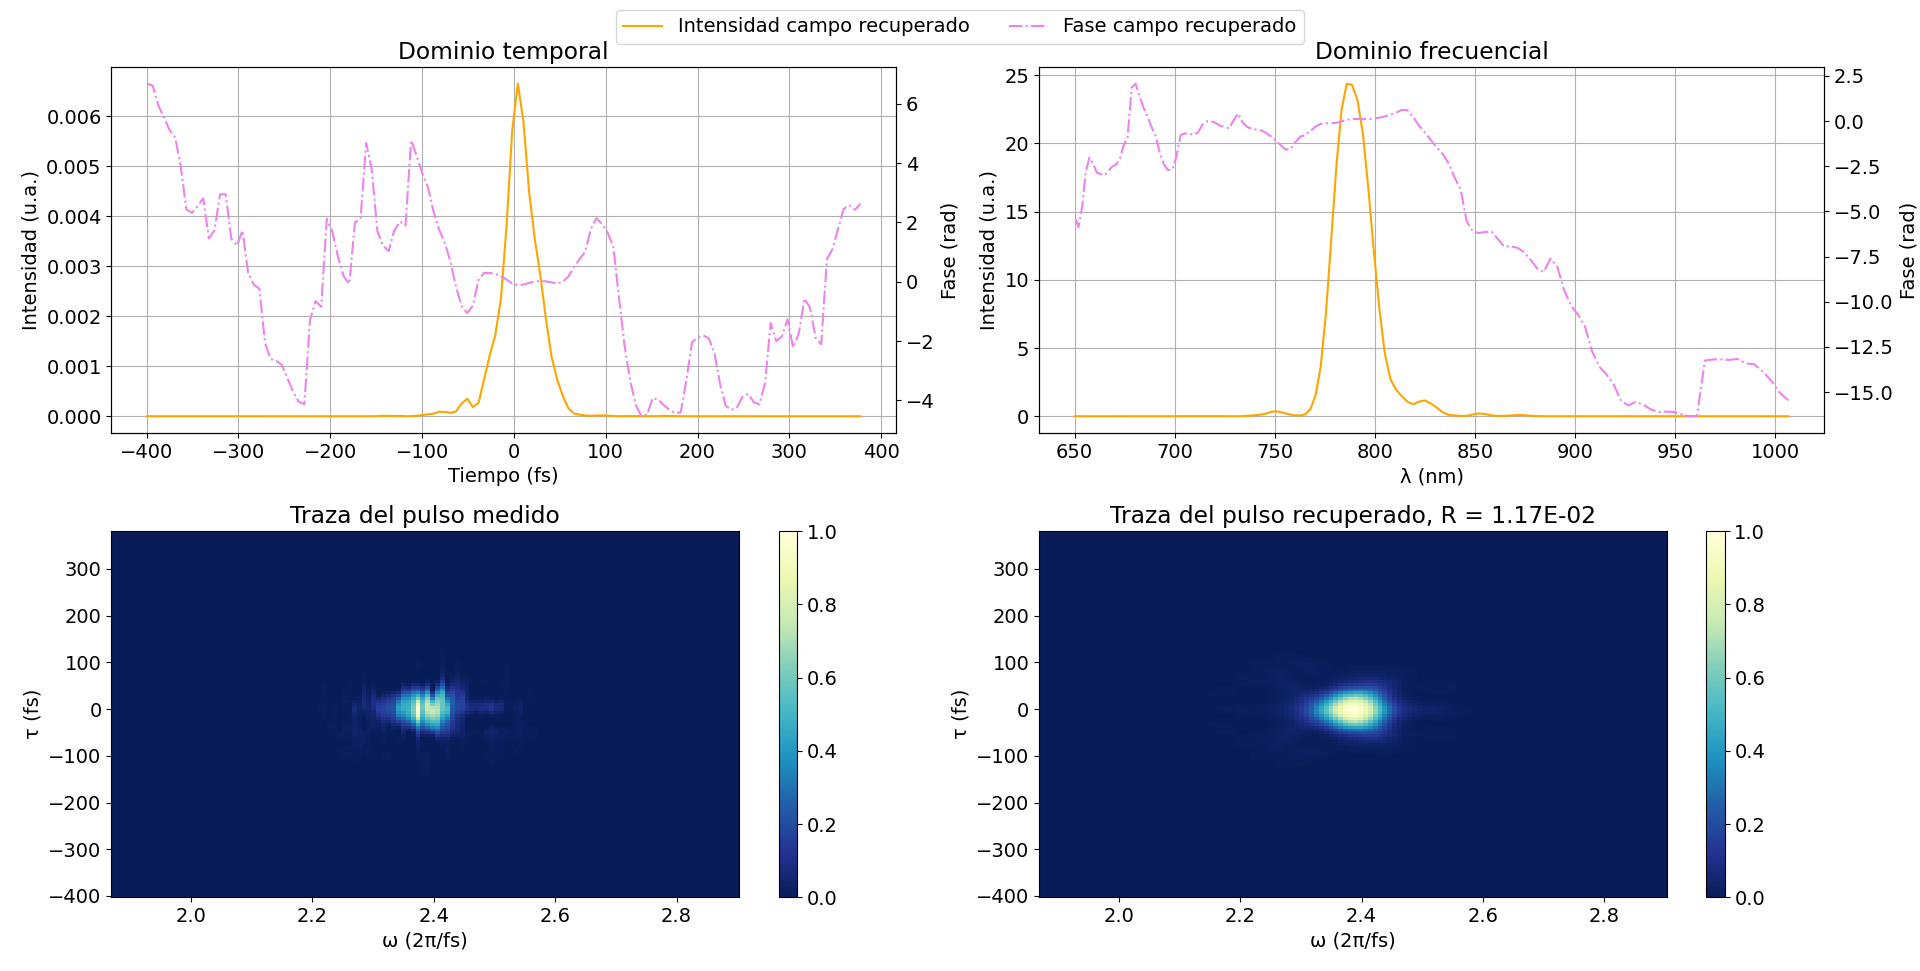 Intensidad campo recuperado Fase campo recuperado
Dominio temporal
0.006
0.005
0.004
0.003
0.002
0.001
0.000
Intensidad (u.a.)
6
4
2
0
−2
−4
Fase (rad)
−400 −300 −200 −100 0 100 200 300 400
Tiempo (fs)
Dominio frecuencial
25
20
15
10
5
0
Intensidad (u.a.)
2.5
0.0
−2.5
−5.0
−7.5
−10.0
−12.5
−15.0
Fase (rad)
650 700 750 800 850 900 950 1000
λ (nm)
Traza del pulso medido
300
200
100
0
−100
−200
−300
−400
τ (fs)
2.0 2.2 2.4 2.6 2.8
ω (2π/fs)
1.0
0.8
0.6
0.4
0.2
0.0
Traza del pulso recuperado, R = 1.17E-02
300
200
100
0
−100
−200
−300
−400
τ (fs)
2.0 2.2 2.4 2.6 2.8
ω (2π/fs)
1.0
0.8
0.6
0.4
0.2
0.0